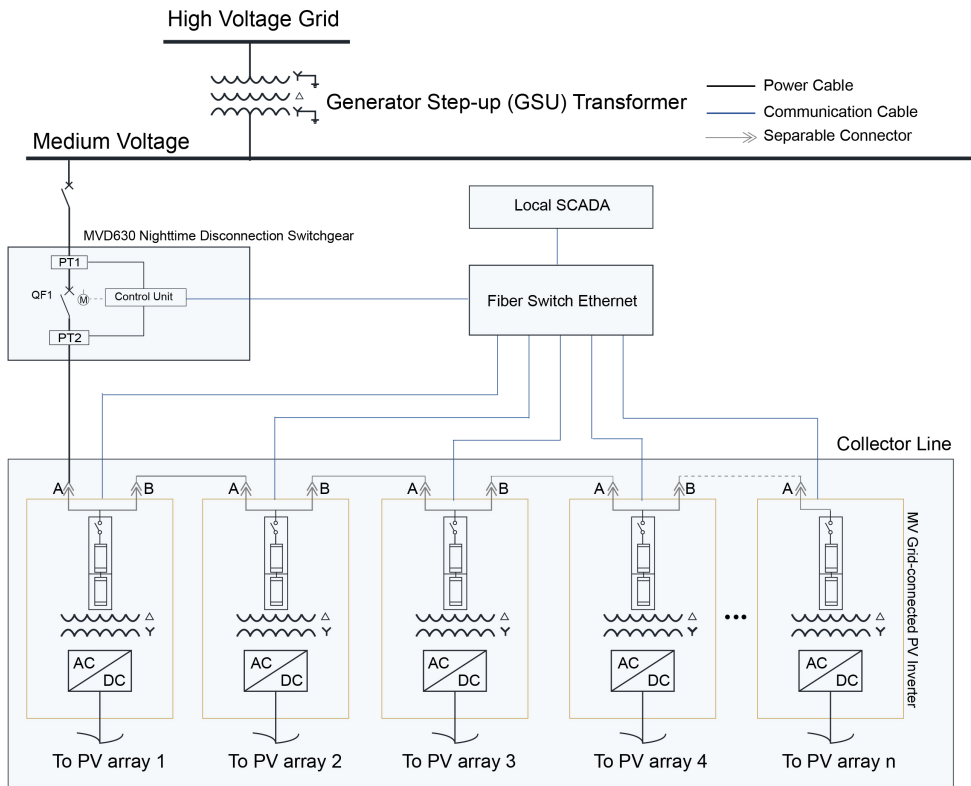 High Voltage Grid
Generator Step-up (GSU) Transformer
Power Cable
Communication Cable
Separable Connector
Medium Voltage
MVD630 Nighttime Disconnection Switchgear
PT1
QF1
M
Control Unit
PT2
Local SCADA
Fiber Switch Ethernet
Collector Line
A B A B A B A B A
MV Grid-connected PV Inverter
AC AC AC AC AC
DC DC DC DC DC
To PV array 1 To PV array 2 To PV array 3 To PV array 4 To PV array n